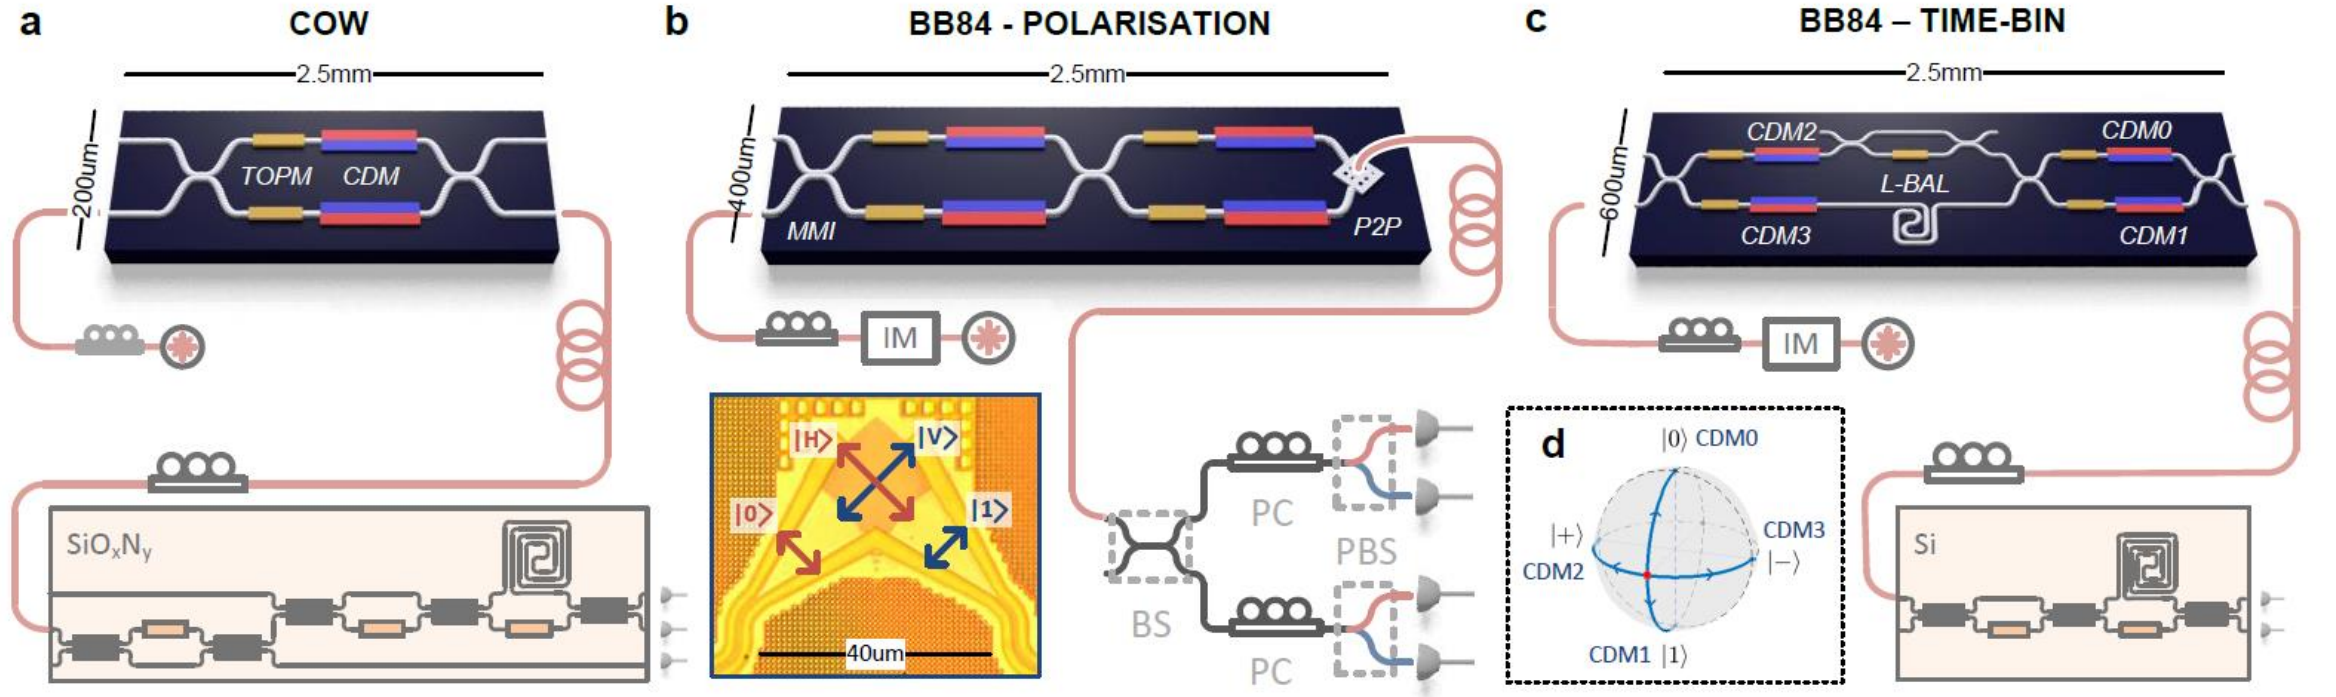 a COW
2.5mm
200um
TOPM CDM
SiOxNy
b BB84 - POLARISATION
2.5mm
400um
MMI
P2P
IM
|H> |V>
|0> |1>
40um
PC
PBS
BS
PC
c BB84 – TIME-BIN
2.5mm
600um
CDM2 CDM0
L-BAL
CDM3 CDM1
IM
d |0⟩ CDM0
|+⟩ CDM3
CDM2 |−⟩
CDM1 |1⟩
Si